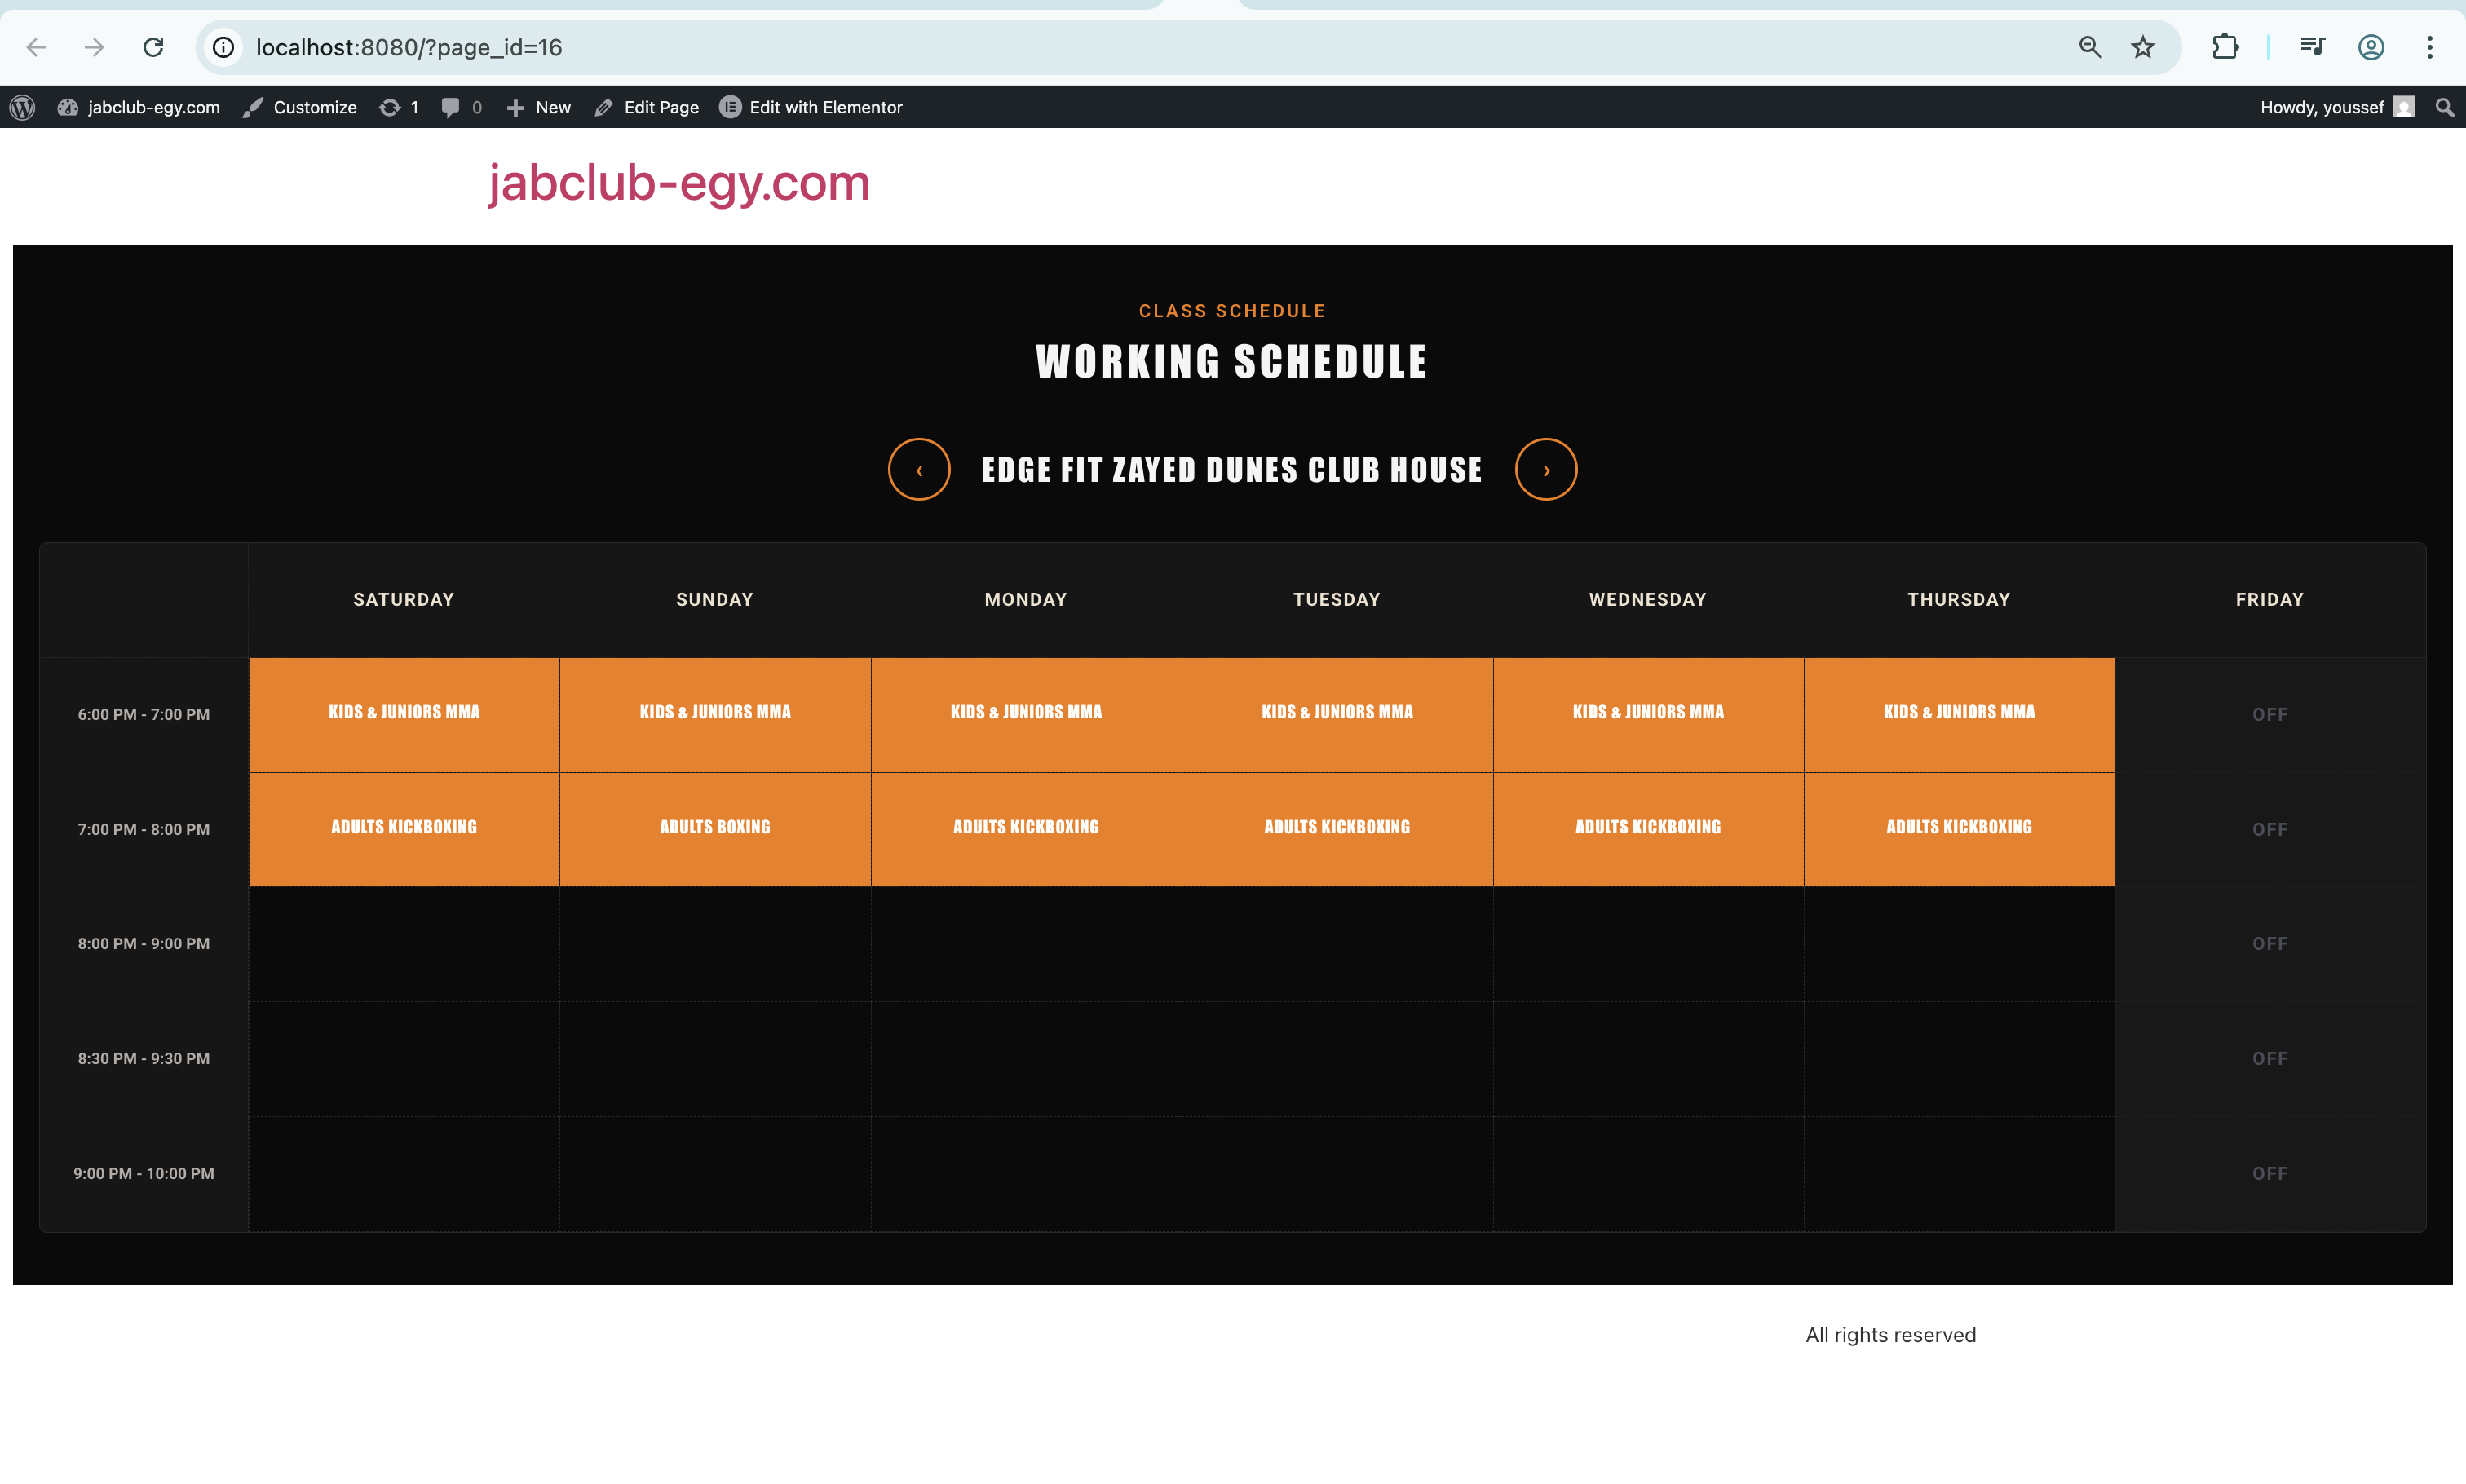 localhost:8080/?page_id=16
jabclub-egy.com Customize 1 0 New Edit Page Edit with Elementor Howdy, youssef
jabclub-egy.com
CLASS SCHEDULE
WORKING SCHEDULE
‹ EDGE FIT ZAYED DUNES CLUB HOUSE ›
SATURDAY SUNDAY MONDAY TUESDAY WEDNESDAY THURSDAY FRIDAY
6:00 PM - 7:00 PM KIDS & JUNIORS MMA KIDS & JUNIORS MMA KIDS & JUNIORS MMA KIDS & JUNIORS MMA KIDS & JUNIORS MMA KIDS & JUNIORS MMA OFF
7:00 PM - 8:00 PM ADULTS KICKBOXING ADULTS BOXING ADULTS KICKBOXING ADULTS KICKBOXING ADULTS KICKBOXING ADULTS KICKBOXING OFF
8:00 PM - 9:00 PM OFF
8:30 PM - 9:30 PM OFF
9:00 PM - 10:00 PM OFF
All rights reserved